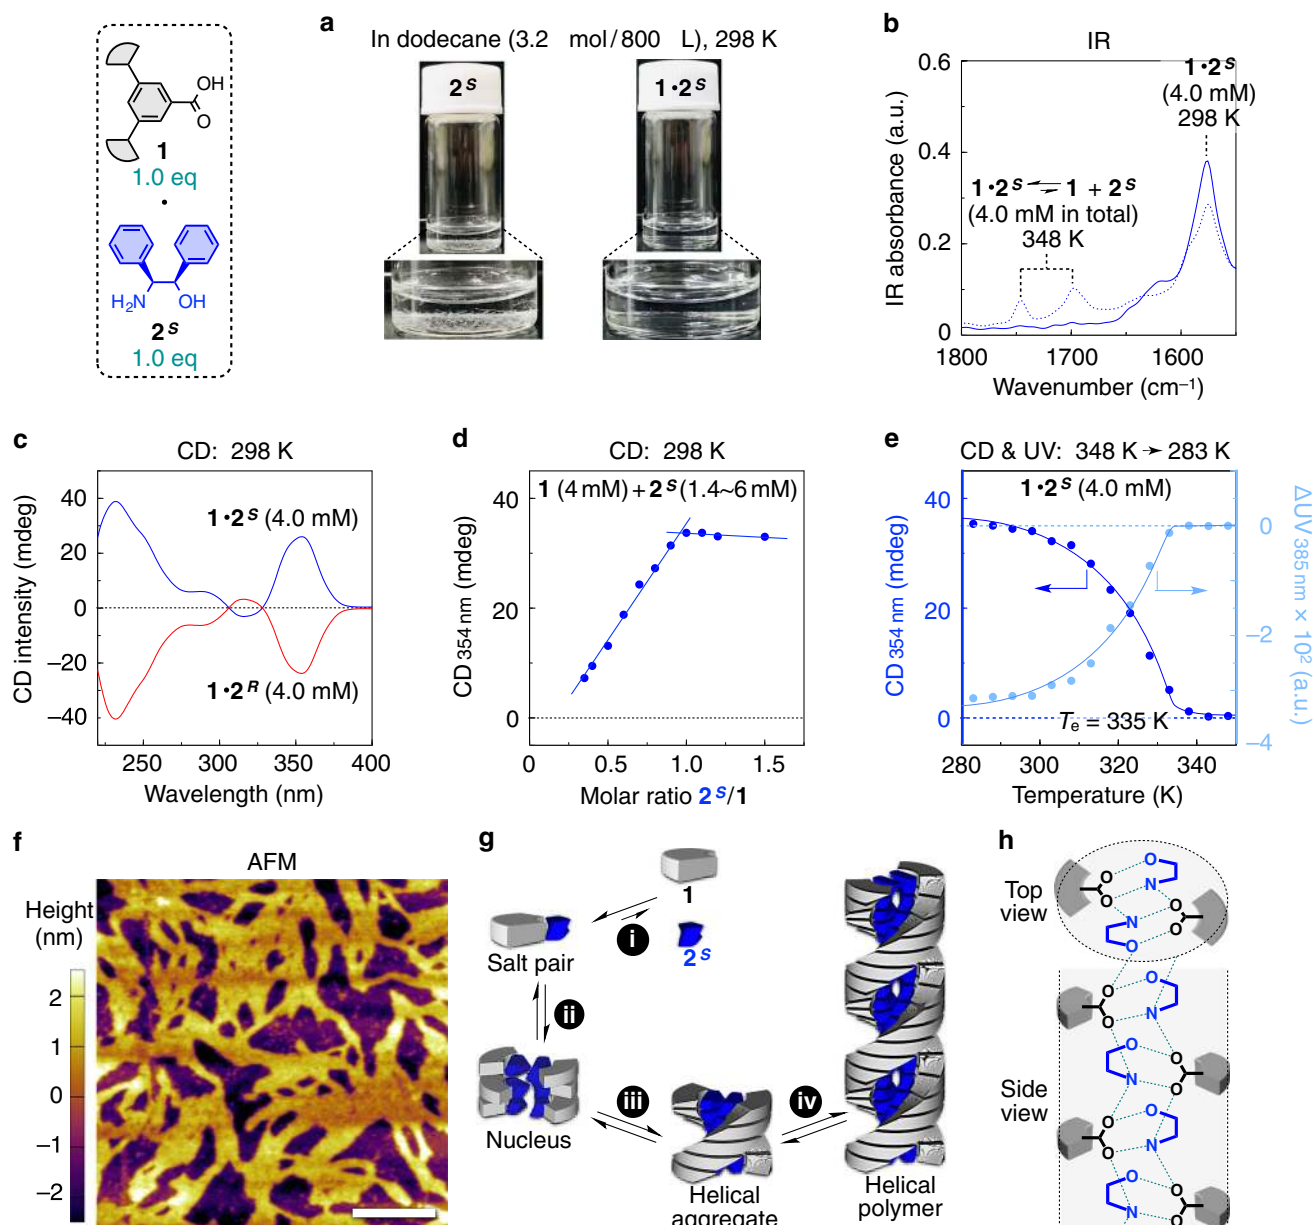 OH
O
1
1.0 eq
•
H₂N
OH
2ˢ
1.0 eq
a
In dodecane (3.2 mol/800 L), 298 K
2ˢ
1•2ˢ
b
IR
IR absorbance (a.u.)
0.6
0.4
0.2
0
1•2ˢ
(4.0 mM)
298 K
1•2ˢ ⇌ 1 + 2ˢ
(4.0 mM in total)
348 K
1800
1700
1600
Wavenumber (cm⁻¹)
c
CD: 298 K
CD intensity (mdeg)
40
20
0
−20
−40
1•2ˢ (4.0 mM)
1•2ᴿ (4.0 mM)
250
300
350
400
Wavelength (nm)
d
CD: 298 K
CD 354 nm (mdeg)
1 (4 mM) + 2ˢ (1.4~6 mM)
40
20
0
0
0.5
1.0
1.5
Molar ratio 2ˢ/1
e
CD & UV: 348 K → 283 K
1•2ˢ (4.0 mM)
CD 354 nm (mdeg)
40
20
0
ΔUV 385 nm × 10² (a.u.)
0
−2
−4
Tₑ = 335 K
280
300
320
340
Temperature (K)
f
AFM
Height
(nm)
2
1
0
−1
−2
g
1
i
2ˢ
Salt pair
ii
Nucleus
iii
Helical
aggregate
iv
Helical
polymer
h
Top
view
O
O
N
O
O
N
O
O
Side
view
O
O
O
N
O
N
O
O
O
O
O
N
O
N
O
O